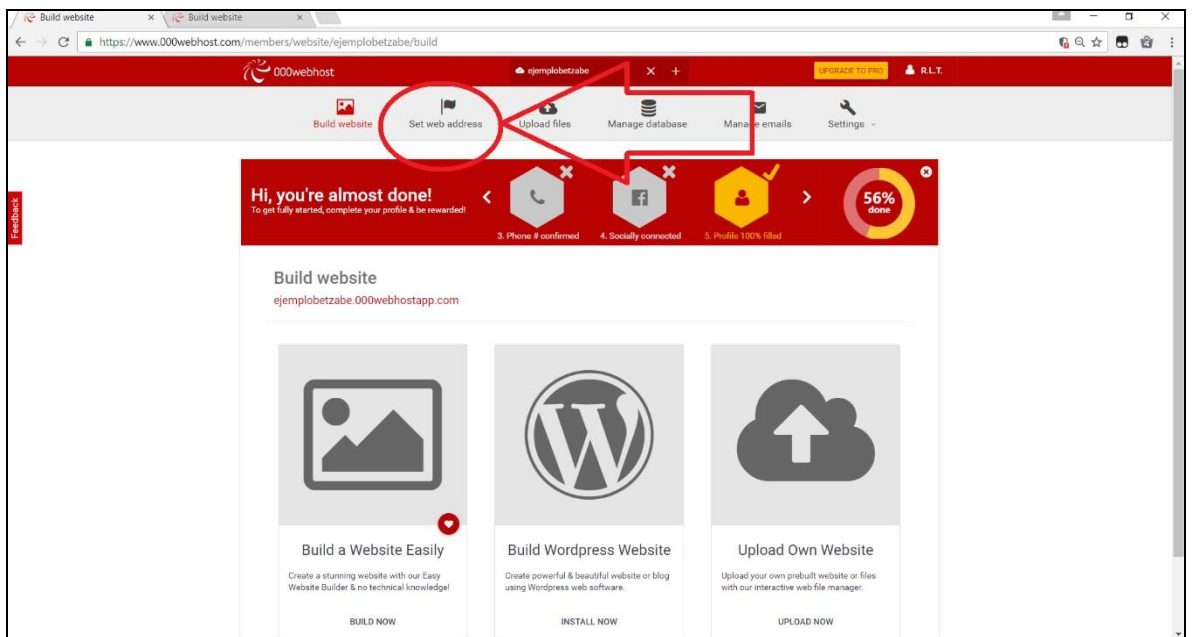 Build website
Build website
https://www.000webhost.com/members/website/ejemplobetzabe/build
000webhost
ejemplobetzabe
UPGRADE TO PRO
R.L.T.
Build website
Set web address
Upload files
Manage database
Manage emails
Settings
Feedback
Hi, you're almost done!
To get fully started, complete your profile & be rewarded!
3. Phone # confirmed
4. Socially connected
5. Profile 100% filled
56%
done
Build website
ejemplobetzabe.000webhostapp.com
Build a Website Easily
Create a stunning website with our Easy
Website Builder & no technical knowledge!
BUILD NOW
Build Wordpress Website
Create powerful & beautiful website or blog
using Wordpress web software.
INSTALL NOW
Upload Own Website
Upload your own prebuilt website or files
with our interactive web file manager.
UPLOAD NOW